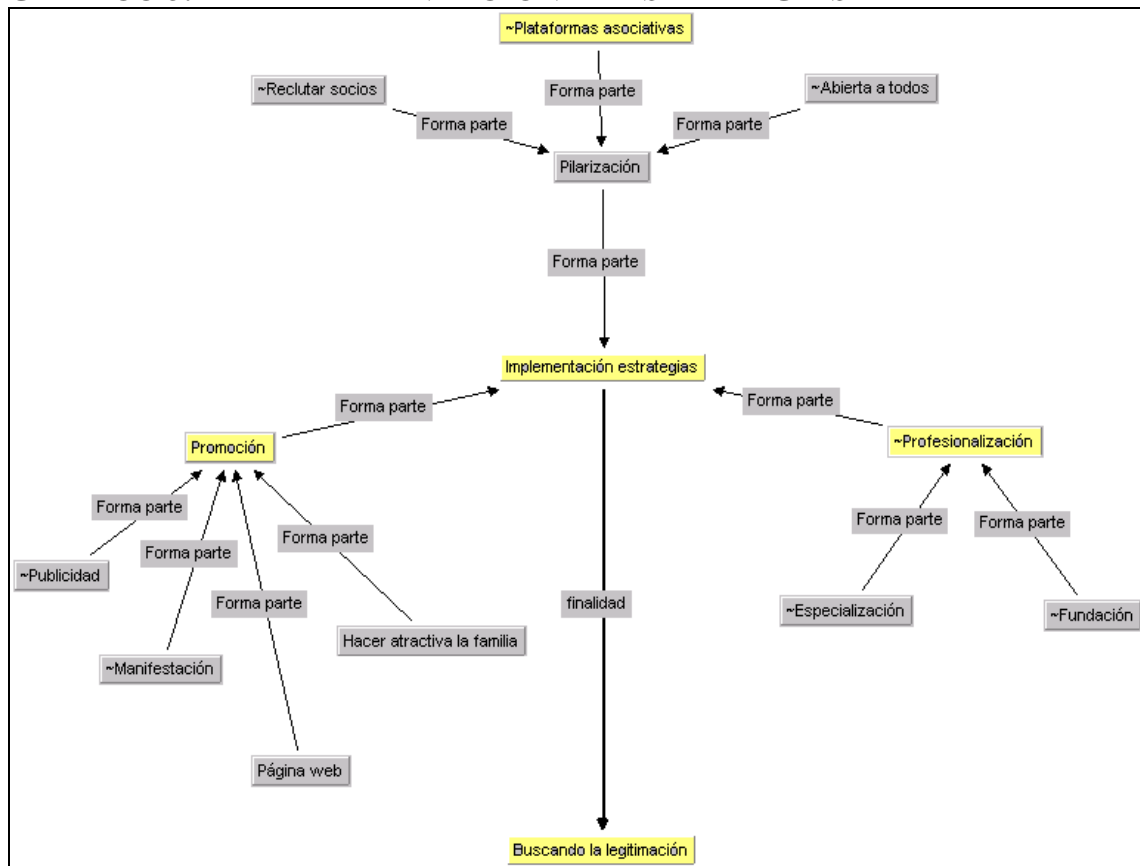 ~Plataformas asociativas
~Reclutar socios
Forma parte
~Abierta a todos
Forma parte
Forma parte
Pilarización
Forma parte
Implementación estrategias
Forma parte
Forma parte
Promoción
~Profesionalización
Forma parte
Forma parte
Forma parte
Forma parte
Forma parte
~Publicidad
Forma parte
finalidad
~Especialización
~Fundación
Hacer atractiva la familia
~Manifestación
Página web
Buscando la legitimación